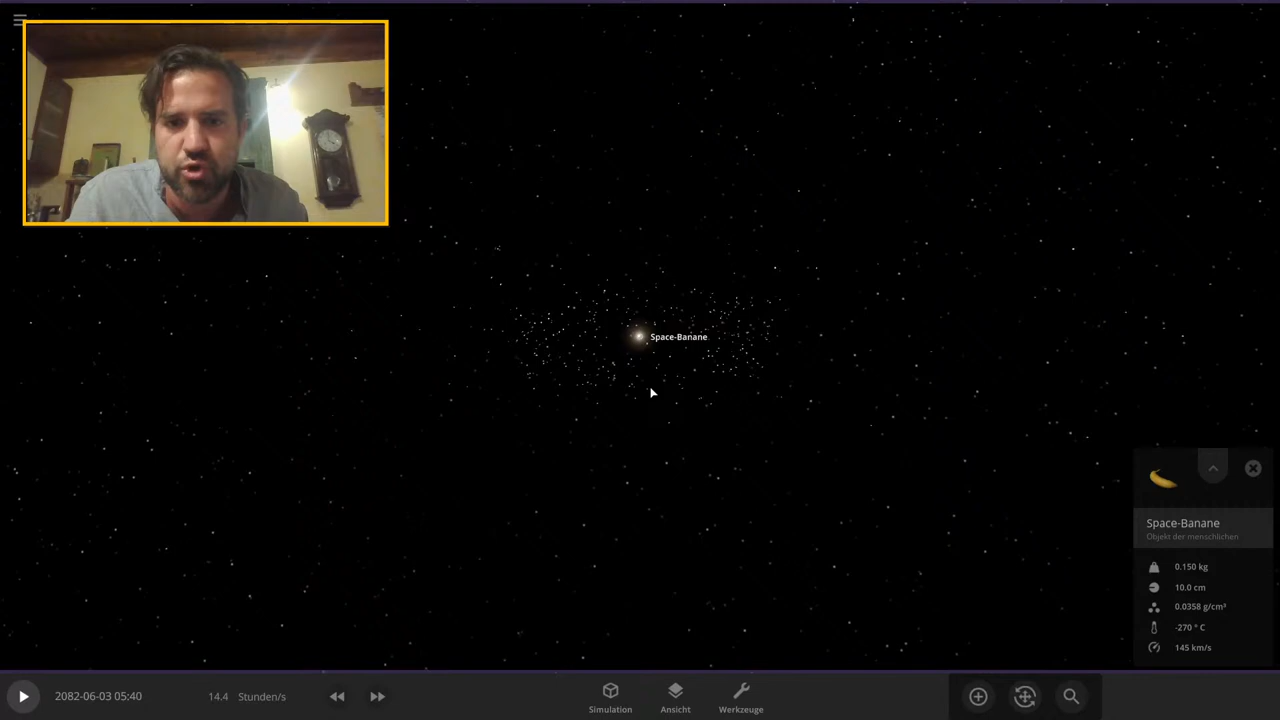 Space-Banane
Space-Banane
Objekt der menschlichen
0.150 kg
10.0 cm
0.0358 g/cm³
-270 ° C
145 km/s
2082-06-03 05:40
14.4 Stunden/s
Simulation
Ansicht
Werkzeuge